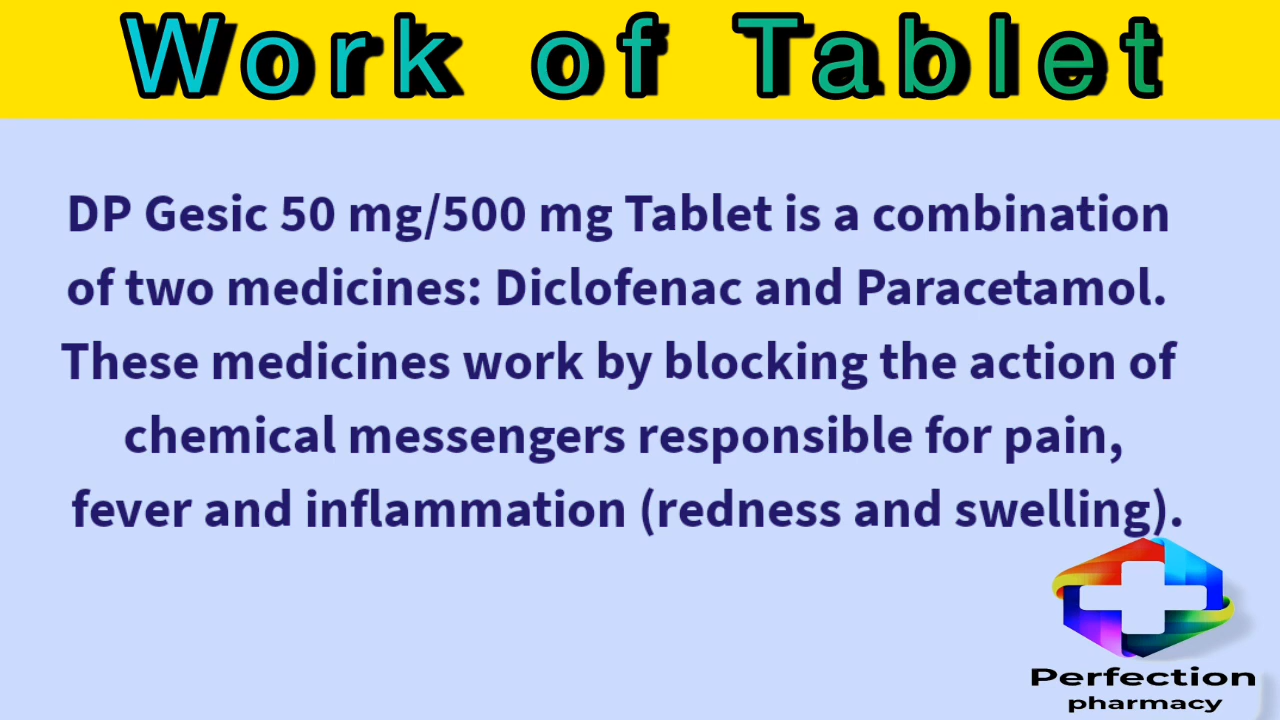 Work of Tablet
DP Gesic 50 mg/500 mg Tablet is a combination
of two medicines: Diclofenac and Paracetamol.
These medicines work by blocking the action of
chemical messengers responsible for pain,
fever and inflammation (redness and swelling).
Perfection
pharmacy